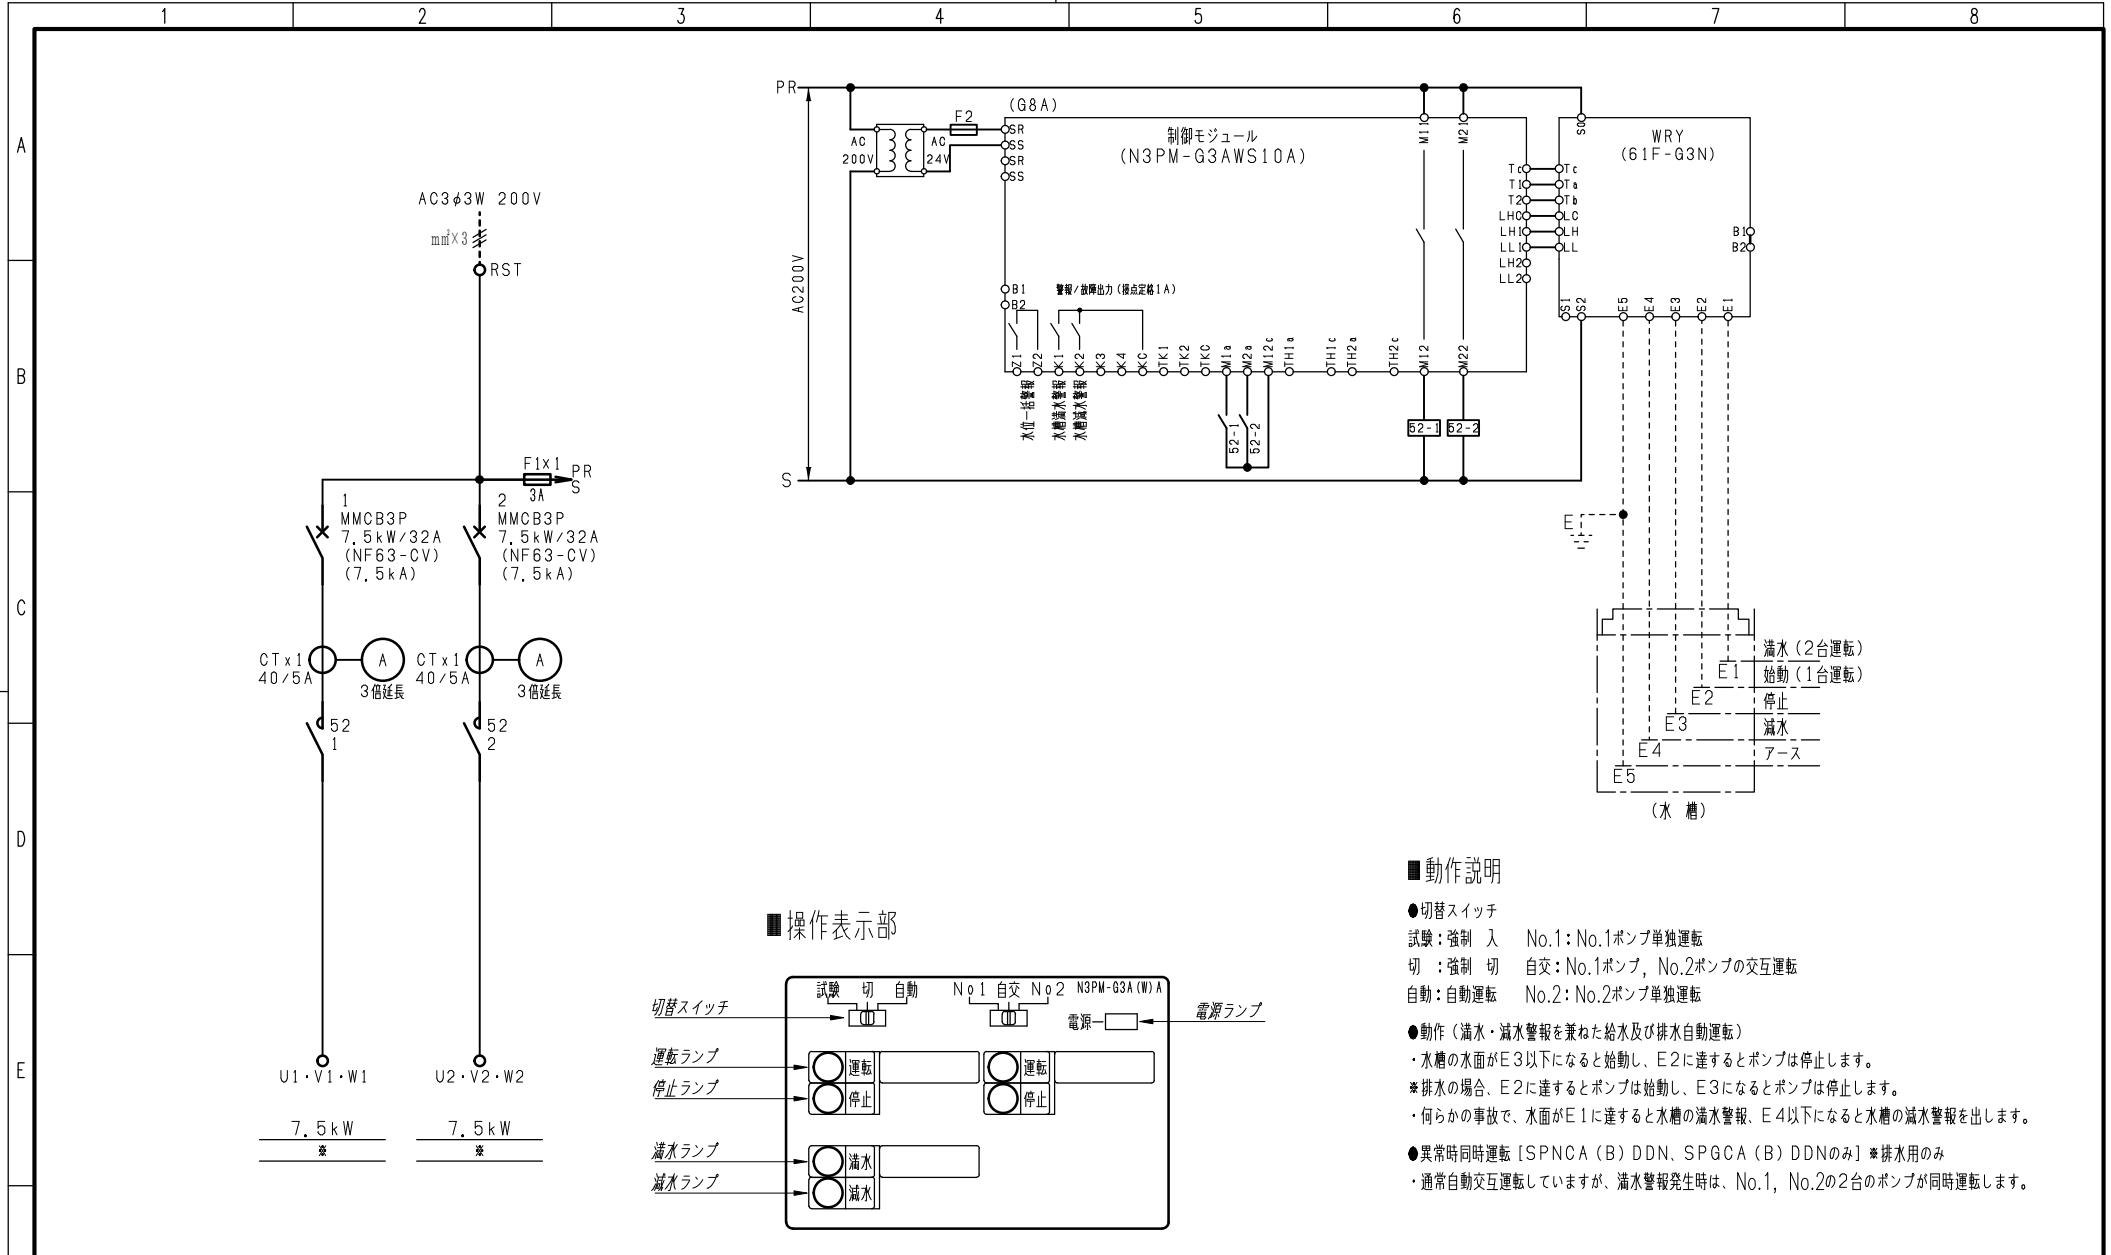 1 2 3 4 5 6 7 8
A
B
C
D
E
AC3φ3W 200V
mm²×3
RST
F1x1
3A
PR
S
1
MMCB3P
7.5kW/32A
(NF63-CV)
(7.5kA)
2
MMCB3P
7.5kW/32A
(NF63-CV)
(7.5kA)
CTx1
40/5A
A
3倍延長
CTx1
40/5A
A
3倍延長
52
1
52
2
U1・V1・W1
U2・V2・W2
7.5kW
※
7.5kW
※
PR
AC200V
S
AC
200V
AC
24V
F2
(G8A)
SR
SS
SR
SS
制御モジュール
(N3PM-G3AWS10A)
M11
M21
Tc
T1
T2
LHC
LH1
LL1
LH2
LL2
B1
B2
警報/故障出力(接点定格1A)
Z1 Z2 K1 K2 K3 K4 KC TK1 TK2 TKC M1a M2a M12c TH1a TH1c TH2a TH2c M12 M22
水位一括警報
水槽満水警報
水槽減水警報
52-1
52-2
52-1
52-2
S0
WRY
(61F-G3N)
Tc
Ta
Tb
LC
LH
LL
B1
B2
S1 S2 E5 E4 E3 E2 E1
E
満水(2台運転)
E1
始動(1台運転)
E2
停止
E3
減水
E4
アース
E5
(水 槽)
■操作表示部
試験 切 自動
No1 自交 No2
N3PM-G3A(W)A
切替スイッチ
電源
電源ランプ
運転ランプ
運転
運転
停止ランプ
停止
停止
満水ランプ
満水
減水ランプ
減水
■動作説明
●切替スイッチ
試験:強制 入 No.1:No.1ポンプ単独運転
切 :強制 切 自交:No.1ポンプ, No.2ポンプの交互運転
自動:自動運転 No.2:No.2ポンプ単独運転
●動作(満水・減水警報を兼ねた給水及び排水自動運転)
・水槽の水面がE3以下になると始動し、E2に達するとポンプは停止します。
※排水の場合、E2に達するとポンプは始動し、E3になるとポンプは停止します。
・何らかの事故で、水面がE1に達すると水槽の満水警報、E4以下になると水槽の減水警報を出します。
●異常時同時運転[SPNCA(B)DDN、SPGCA(B)DDNのみ]※排水用のみ
・通常自動交互運転していますが、満水警報発生時は、No.1, No.2の2台のポンプが同時運転します。